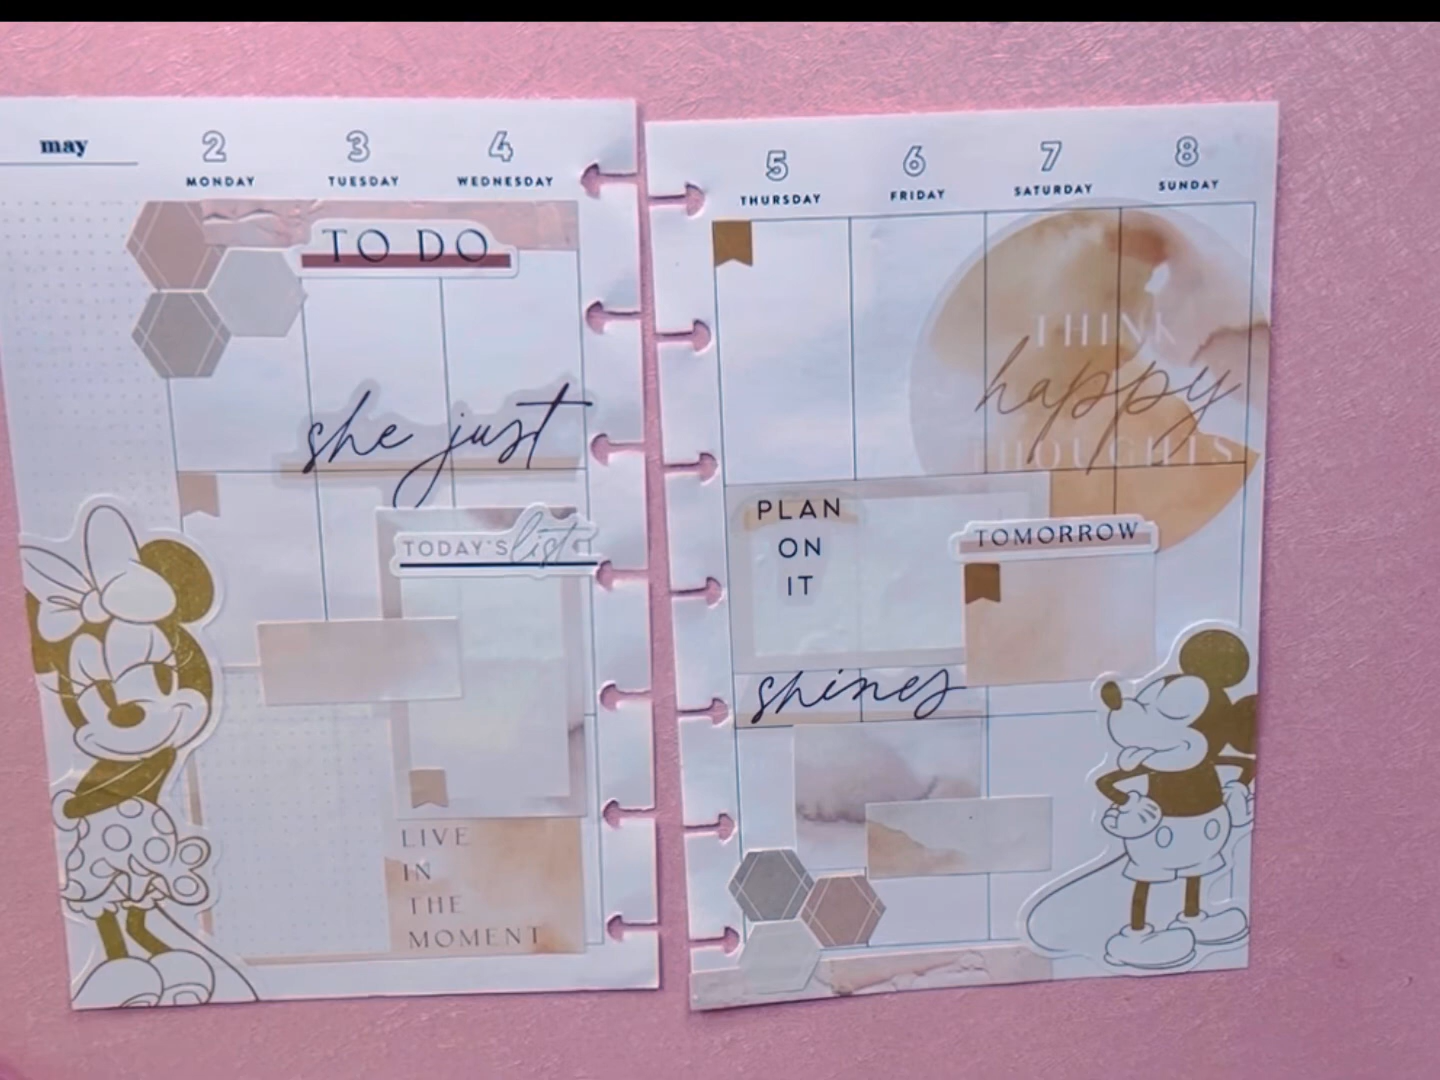 may
2 3 4
MONDAY TUESDAY WEDNESDAY
TO DO
she just
TODAY'S list
LIVE
IN
THE
MOMENT
5 6 7 8
THURSDAY FRIDAY SATURDAY SUNDAY
THINK
happy
THOUGHTS
PLAN
ON
IT
TOMORROW
shines